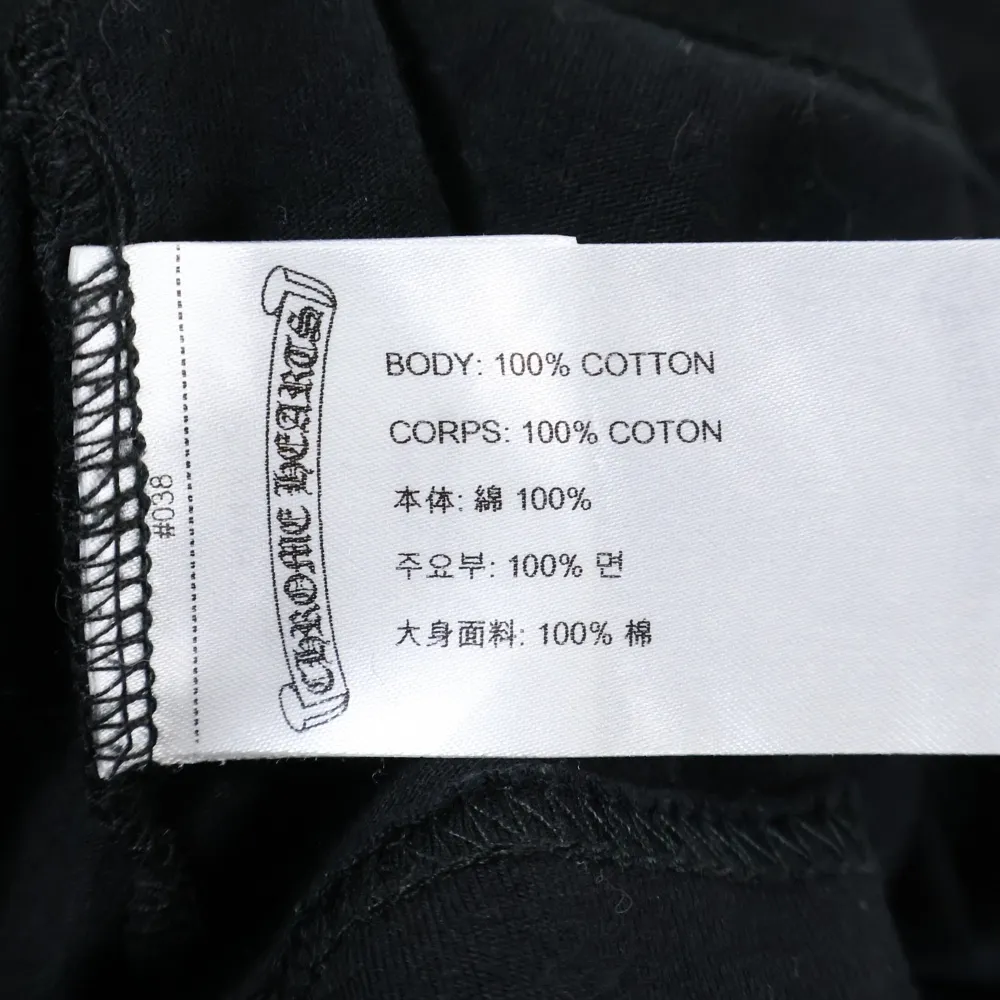 #038
CHROME HEARTS
BODY: 100% COTTON
CORPS: 100% COTON
本体: 綿 100%
주요부: 100% 면
大身面料: 100% 棉